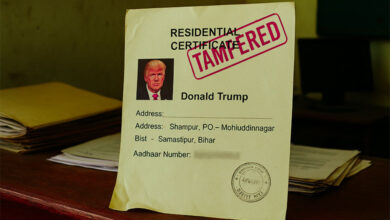 RESIDENTIAL
CERTIFICATE
TAMPERED
Donald Trump
Address:
Address: Shampur, PO.– Mohiuddinnagar
Bist - Samastipur, Bihar
Aadhaar Number: